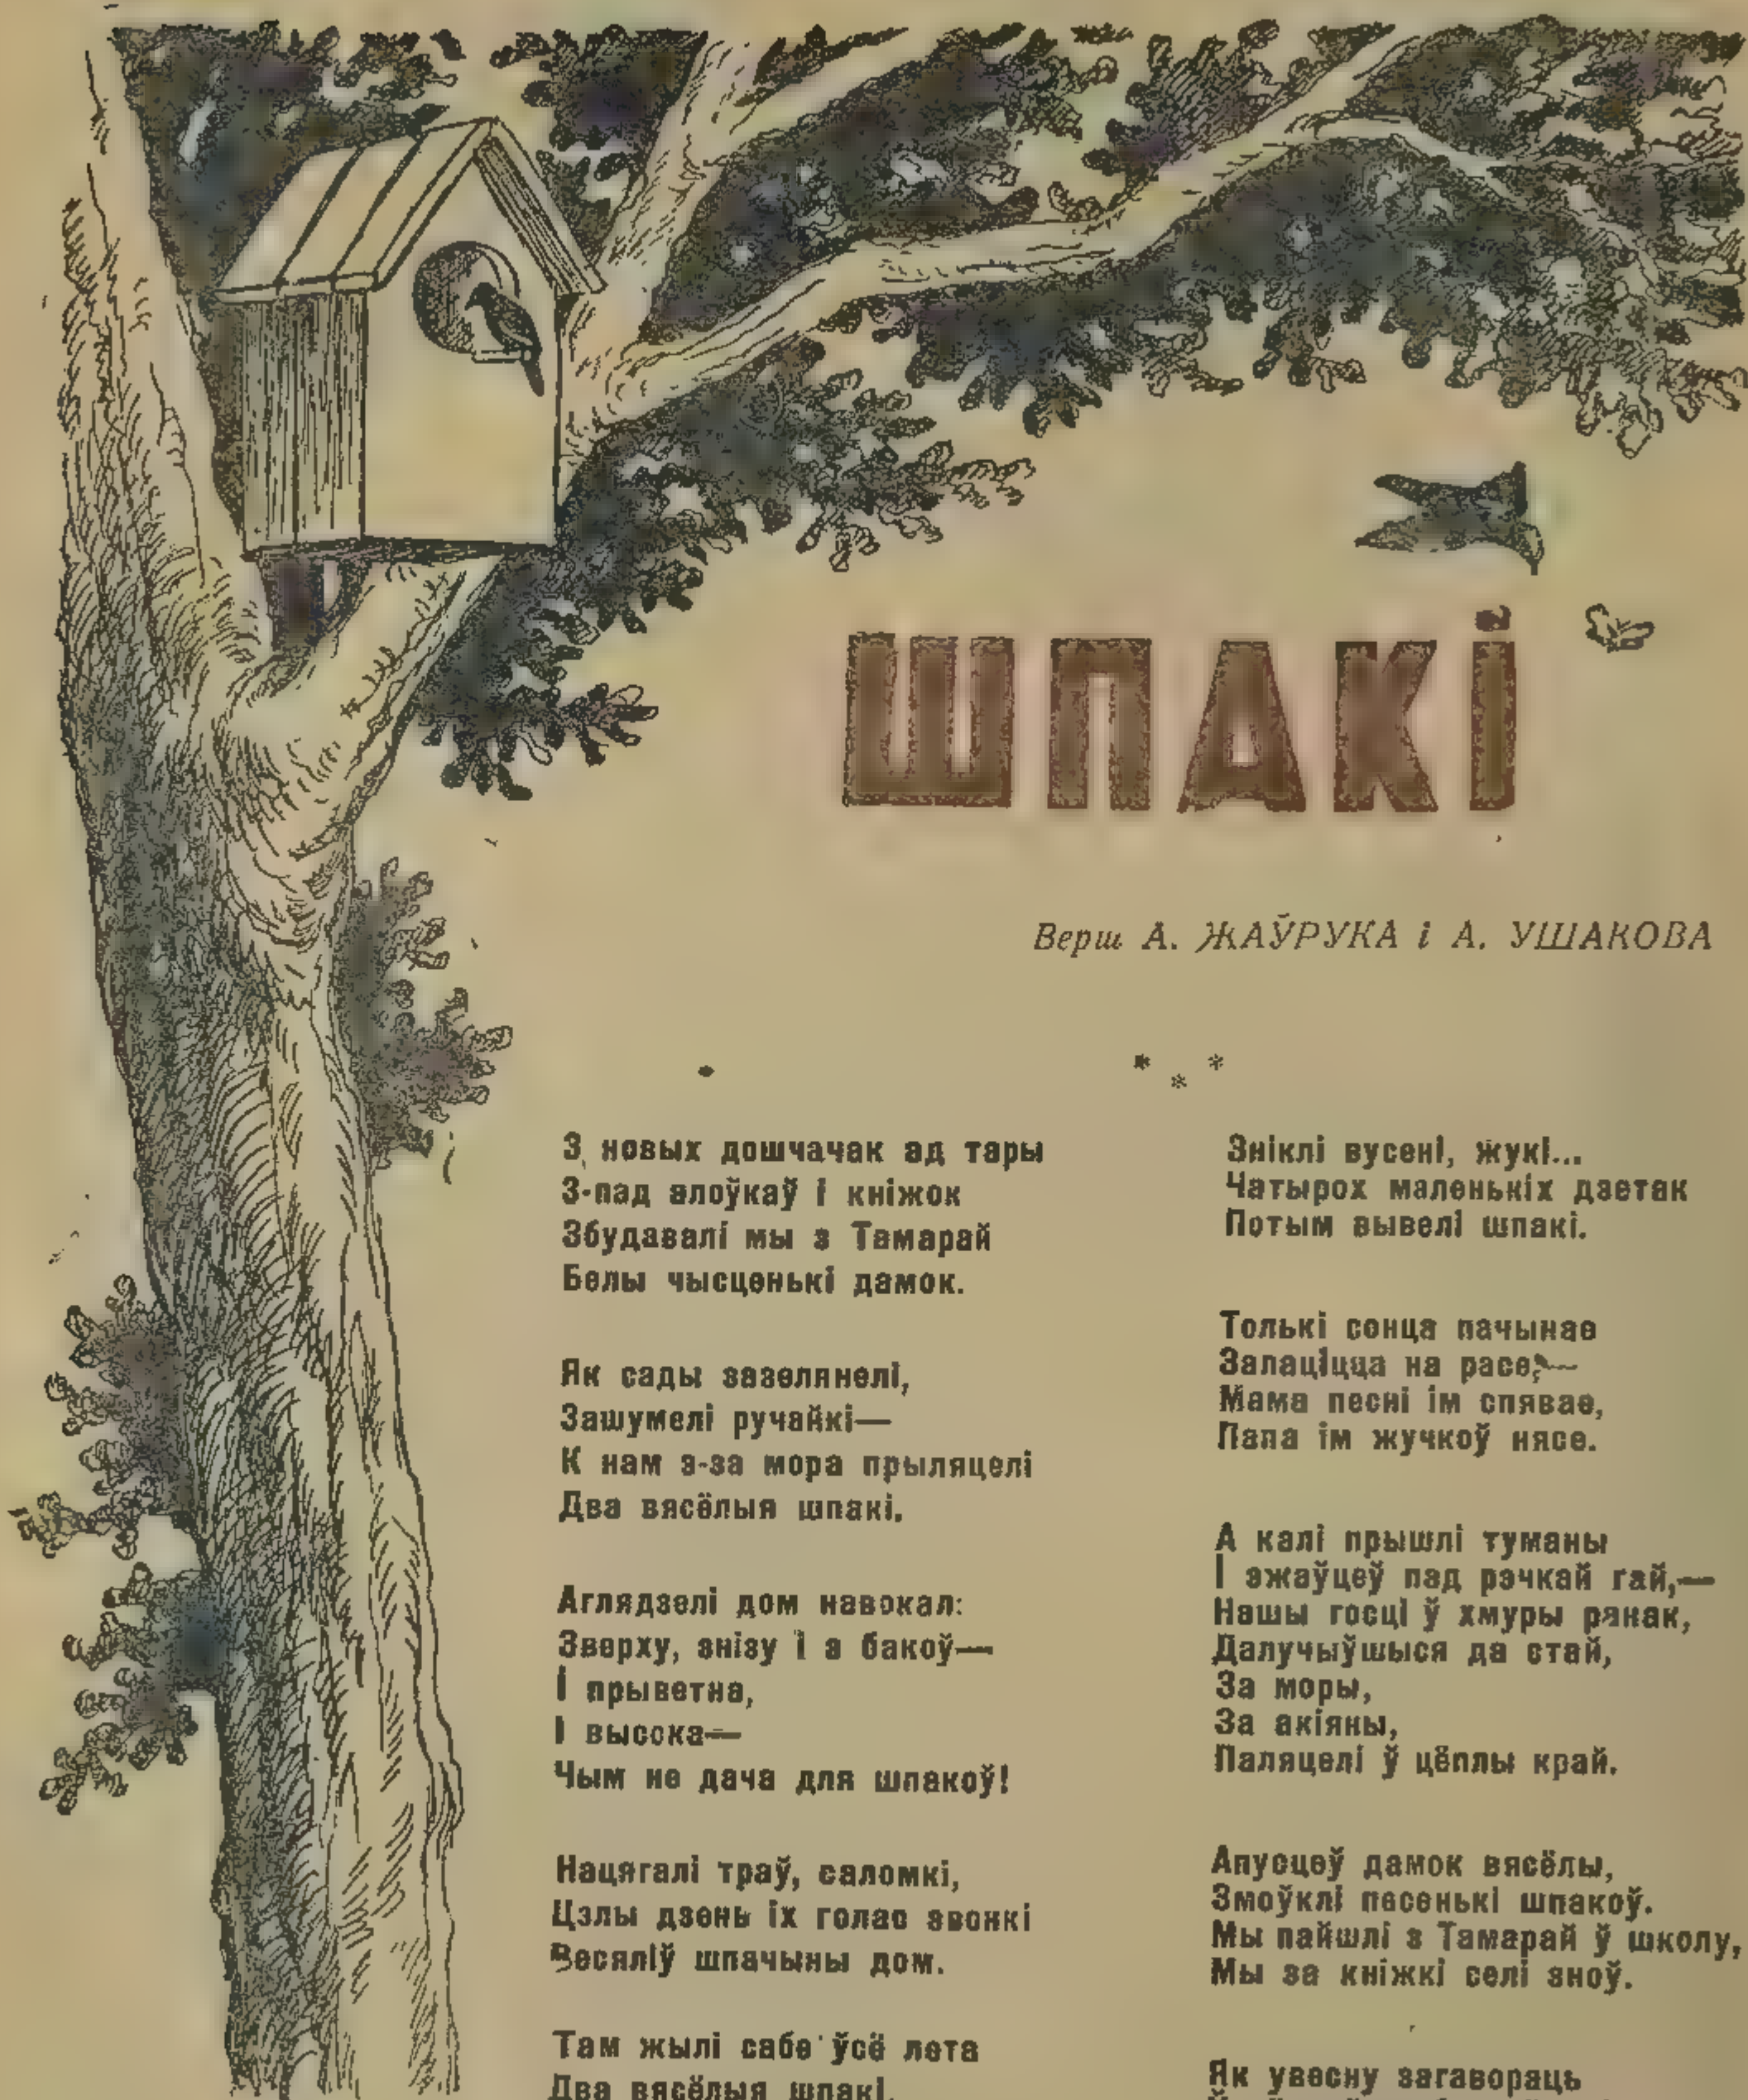 ШПАКІ
Верш А. ЖАЎРУКА і А. УШАКОВА
* * *
З новых дошчачак ад тары
З-пад алоўкаў і кніжок
Збудавалі мы з Тамарай
Белы чысценькі дамок.
Як сады зазелянелі,
Зашумелі ручайкі—
К нам з-за мора прыляцелі
Два вясёлыя шпакі.
Аглядзелі дом навокал:
Зверху, знізу і з бакоў—
І прыветна,
І высока—
Чым не дача для шпакоў!
Нацягалі траў, саломкі,
Цэлы дзень іх голас звонкі
Весяліў шпачыны дом.
Там жылі сабе ўсё лета
Два вясёлыя шпакі.
Зніклі вусені, жукі...
Чатырох маленькіх дзетак
Потым вывелі шпакі.
Толькі сонца пачынае
Залаціцца на расе,—
Мама песні ім спявае,
Папа ім жучкоў нясе.
А калі прышлі туманы
І зжаўцеў над рэчкай гай,—
Нашы госці ў хмуры ранак,
Далучыўшыся да стай,
За моры,
За акіяны,
Паляцелі ў цёплы край.
Апусцеў дамок вясёлы,
Змоўклі песенькі шпакоў.
Мы пайшлі з Тамарай ў школу,
Мы за кніжкі селі зноў.
Як увесну загавораць